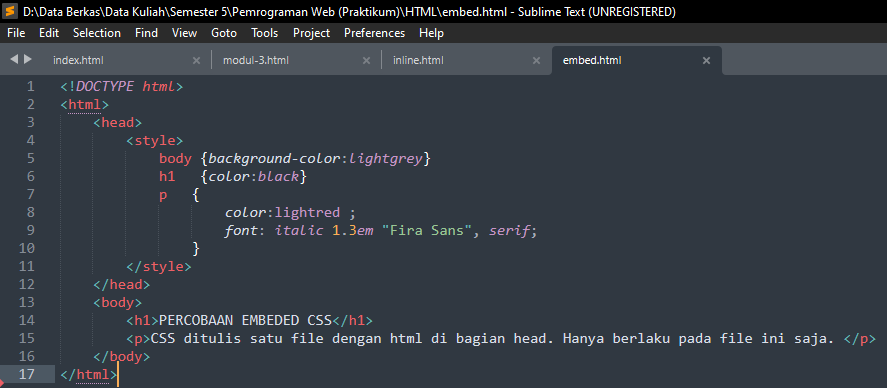 D:\Data Berkas\Data Kuliah\Semester 5\Pemrograman Web (Praktikum)\HTML\embed.html - Sublime Text (UNREGISTERED)
File Edit Selection Find View Goto Tools Project Preferences Help
index.html × modul-3.html × inline.html × embed.html ×
1 <!DOCTYPE html>
2 <html>
3     <head>
4         <style>
5             body {background-color:lightgrey}
6             h1   {color:black}
7             p   {
8                     color:lightred ;
9                     font: italic 1.3em "Fira Sans", serif;
10                 }
11         </style>
12     </head>
13     <body>
14         <h1>PERCOBAAN EMBEDED CSS</h1>
15         <p>CSS ditulis satu file dengan html di bagian head. Hanya berlaku pada file ini saja. </p>
16     </body>
17 </html>